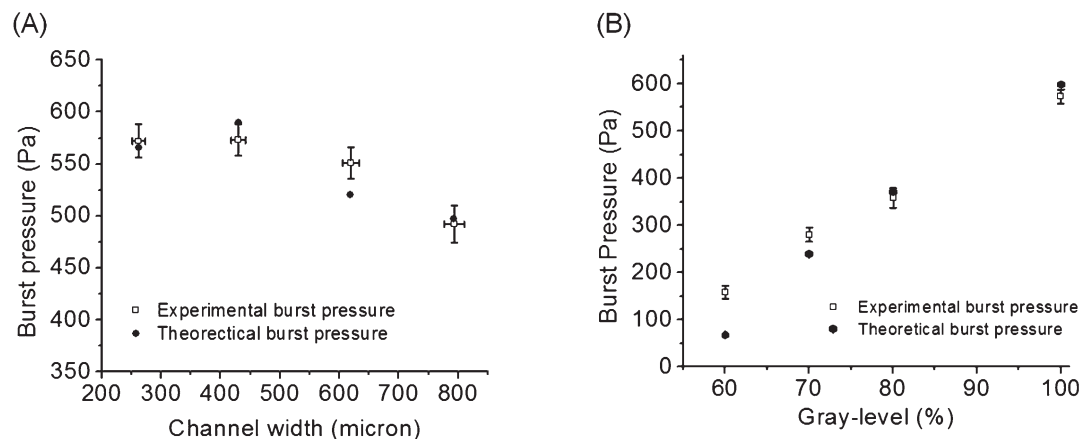 (A)
Burst pressure (Pa)
650
600
550
500
450
400
350
200
300
400
500
600
700
800
Channel width (micron)
Experimental burst pressure
Theorectical burst pressure
(B)
Burst Pressure (Pa)
600
500
400
300
200
100
0
60
70
80
90
100
Gray-level (%)
Experimental burst pressure
Theoretical burst pressure